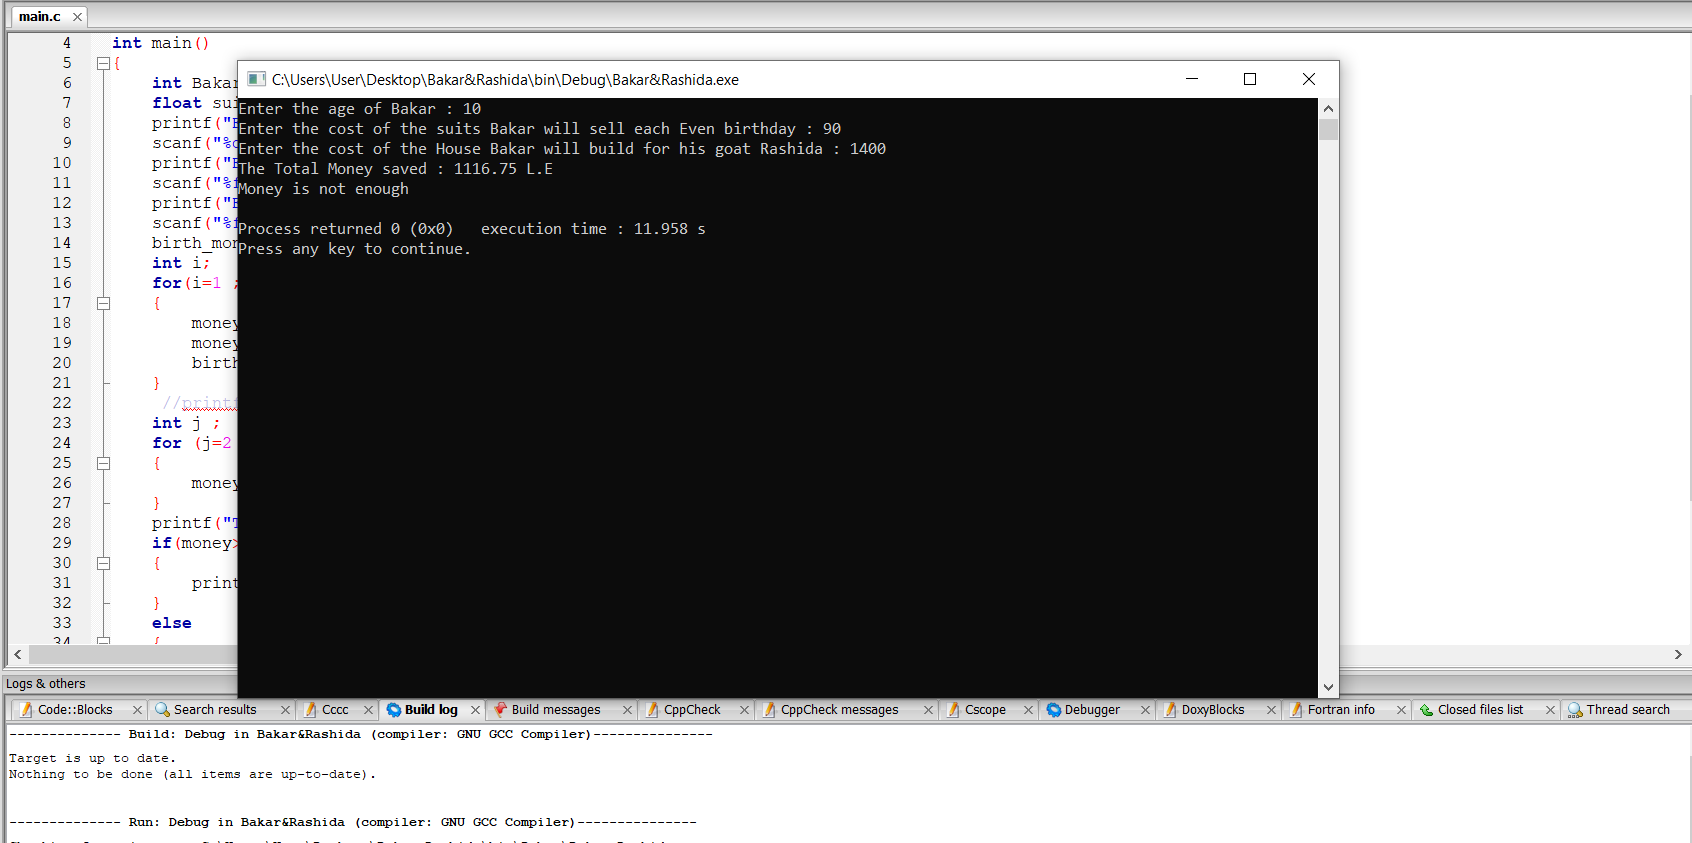 main.c
4 int main()
5 {
6 int Bakar
7 float sui
8 printf("E
9 scanf("%d
10 printf("E
11 scanf("%f
12 printf("E
13 scanf("%f
14 birth_mon
15 int i;
16 for(i=1 ;
17 {
18 money
19 money
20 birth
21 }
22 //printf
23 int j ;
24 for (j=2
25 {
26 money
27 }
28 printf("T
29 if(money>
30 {
31 print
32 }
33 else
34 {
C:\Users\User\Desktop\Bakar&Rashida\bin\Debug\Bakar&Rashida.exe
Enter the age of Bakar : 10
Enter the cost of the suits Bakar will sell each Even birthday : 90
Enter the cost of the House Bakar will build for his goat Rashida : 1400
The Total Money saved : 1116.75 L.E
Money is not enough
Process returned 0 (0x0) execution time : 11.958 s
Press any key to continue.
Logs & others
Code::Blocks Search results Cccc Build log Build messages CppCheck CppCheck messages Cscope Debugger DoxyBlocks Fortran info Closed files list Thread search
-------------- Build: Debug in Bakar&Rashida (compiler: GNU GCC Compiler)---------------
Target is up to date.
Nothing to be done (all items are up-to-date).
-------------- Run: Debug in Bakar&Rashida (compiler: GNU GCC Compiler)---------------